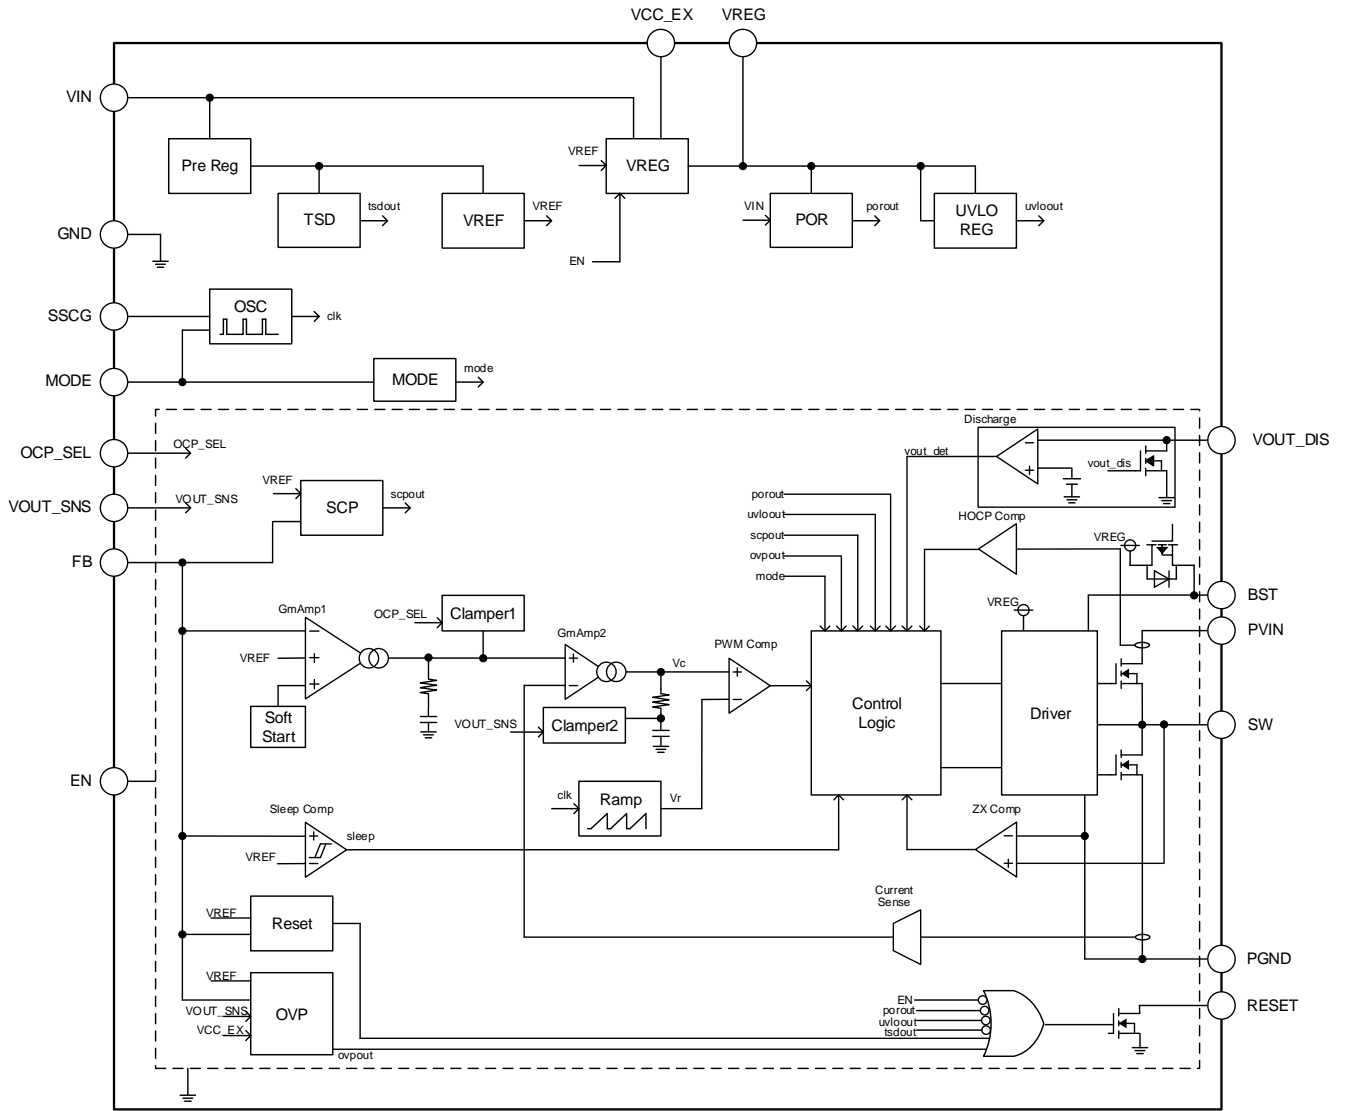 VCC_EX
VREG
VIN
Pre Reg
VREF
VREG
TSD
tsdout
VREF
VREF
VIN
POR
porout
UVLO
REG
uvloout
GND
EN
SSCG
OSC
clk
MODE
MODE
mode
Discharge
OCP_SEL
OCP_SEL
VOUT_DIS
vout_det
vout_dis
VOUT_SNS
VOUT_SNS
VREF
SCP
scpout
porout
uvloout
scpout
ovpout
mode
HOCP Comp
VREG
FB
BST
GmAmp1
OCP_SEL
Clamper1
VREG
PVIN
GmAmp2
PWM Comp
VREF
Vc
Soft
Start
VOUT_SNS
Clamper2
Control
Logic
Driver
SW
EN
clk
Ramp
Vr
Sleep Comp
sleep
VREF
ZX Comp
Current
Sense
VREF
Reset
PGND
VREF
VOUT_SNS
VCC_EX
OVP
ovpout
EN
porout
uvloout
tsdout
RESET